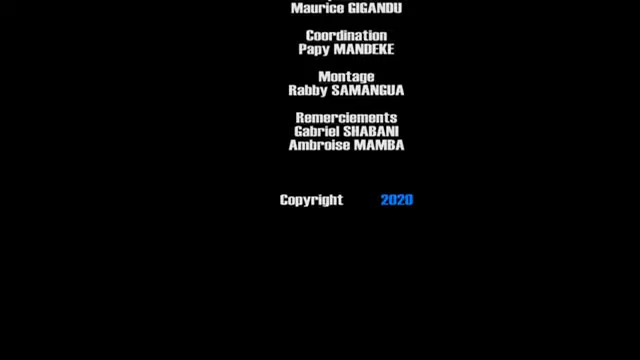 Maurice GIGANDU
Coordination
Papy MANDEKE
Montage
Rabby SAMANGUA
Remerciements
Gabriel SHABANI
Ambroise MAMBA
Copyright 2020